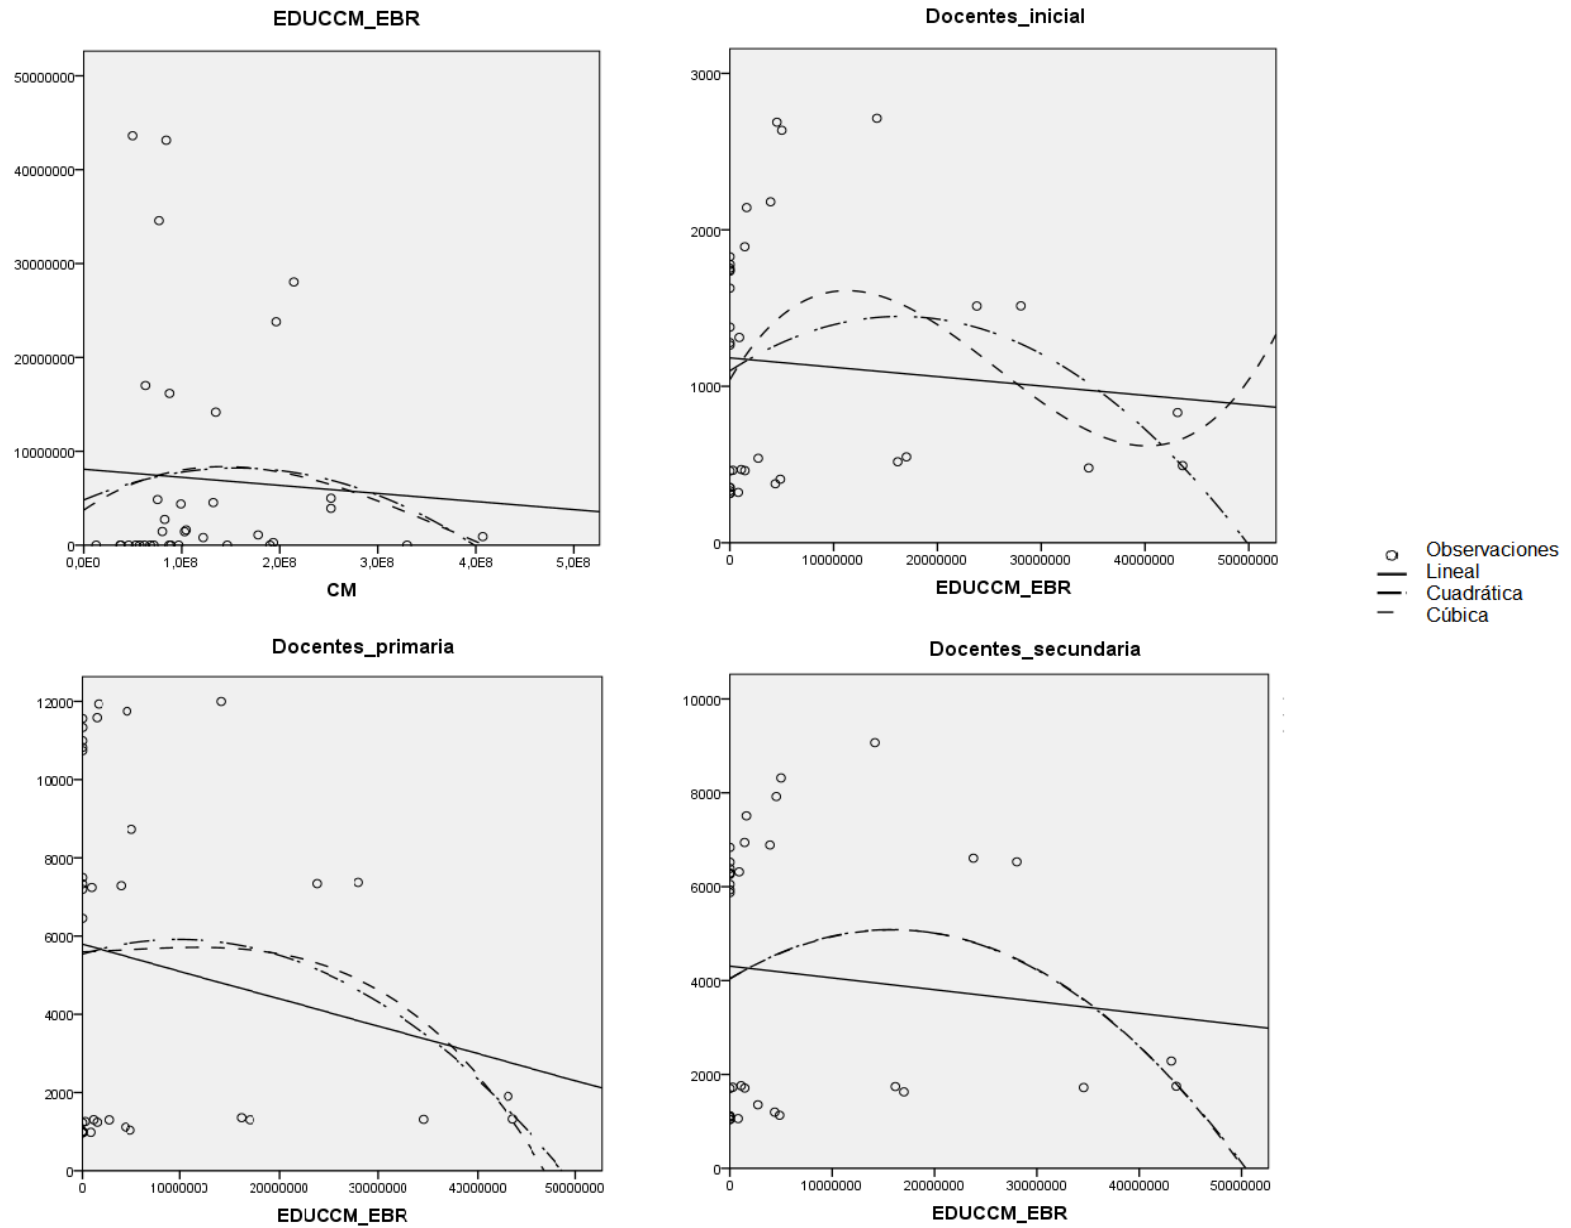 EDUCCM_EBR
50000000
40000000
30000000
20000000
10000000
0
0,0E8 1,0E8 2,0E8 3,0E8 4,0E8 5,0E8
CM
Docentes_inicial
3000
2000
1000
0
0 10000000 20000000 30000000 40000000 50000000
EDUCCM_EBR
Observaciones
Lineal
Cuadrática
Cúbica
Docentes_primaria
12000
10000
8000
6000
4000
2000
0
0 10000000 20000000 30000000 40000000 50000000
EDUCCM_EBR
Docentes_secundaria
10000
8000
6000
4000
2000
0
0 10000000 20000000 30000000 40000000 50000000
EDUCCM_EBR